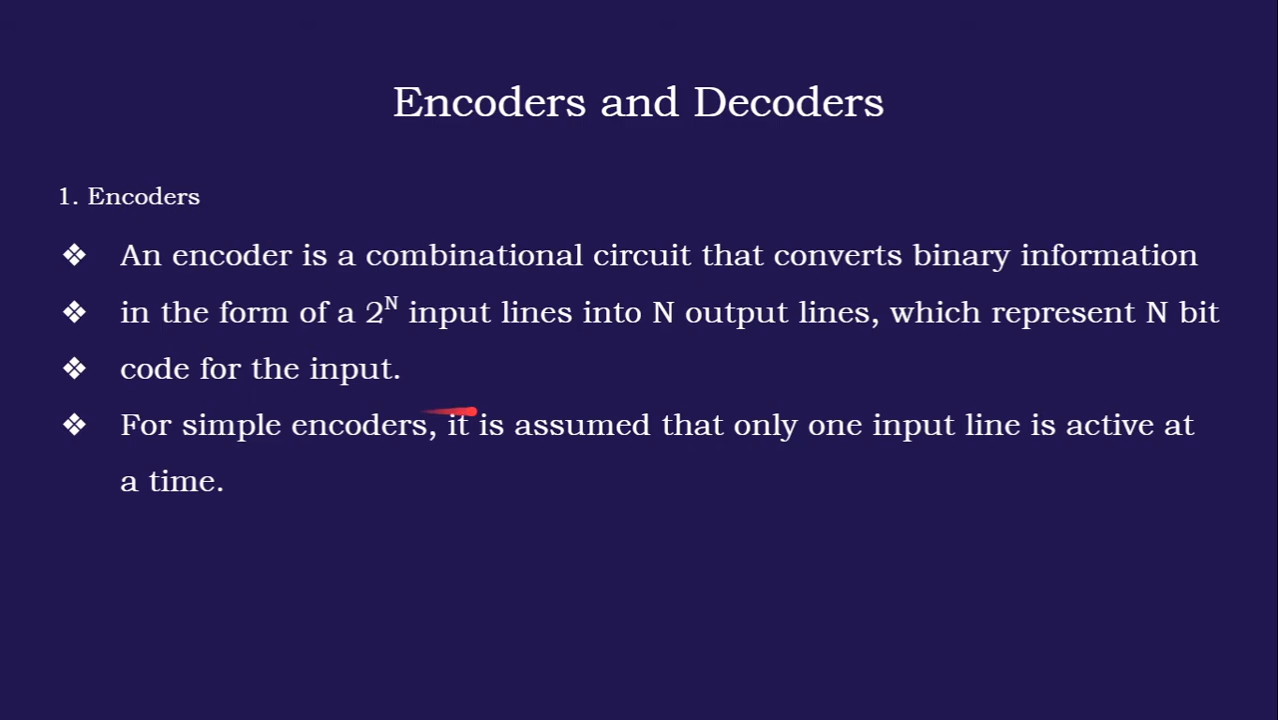 Encoders and Decoders
1. Encoders
❖ An encoder is a combinational circuit that converts binary information
❖ in the form of a 2ᴺ input lines into N output lines, which represent N bit
❖ code for the input.
❖ For simple encoders, it is assumed that only one input line is active at
a time.